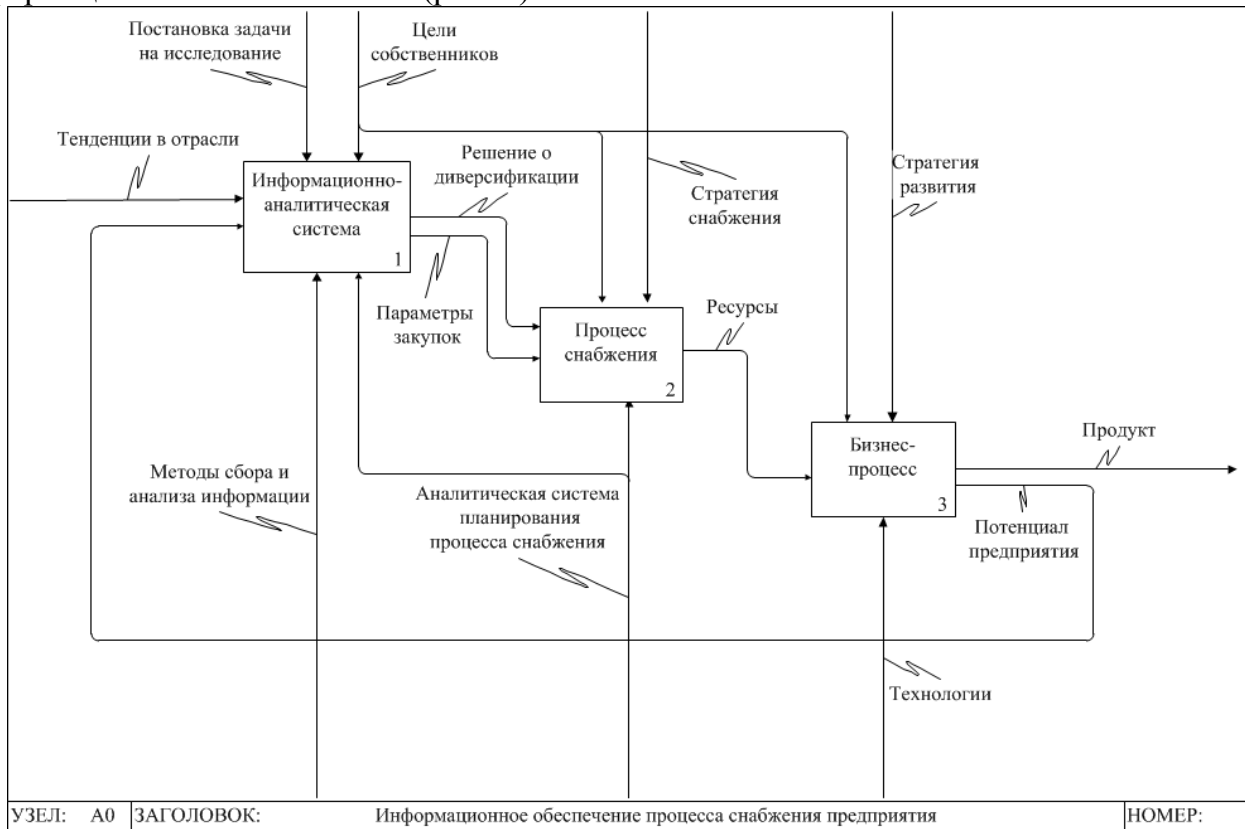 Постановка задачи
на исследование
Цели
собственников
Тенденции в отрасли
Информационно-
аналитическая
система
1
Решение о
диверсификации
Стратегия
снабжения
Стратегия
развития
Параметры
закупок
Процесс
снабжения
2
Ресурсы
Бизнес-
процесс
3
Продукт
Потенциал
предприятия
Методы сбора и
анализа информации
Аналитическая система
планирования
процесса снабжения
Технологии
УЗЕЛ: А0 ЗАГОЛОВОК: Информационное обеспечение процесса снабжения предприятия НОМЕР: